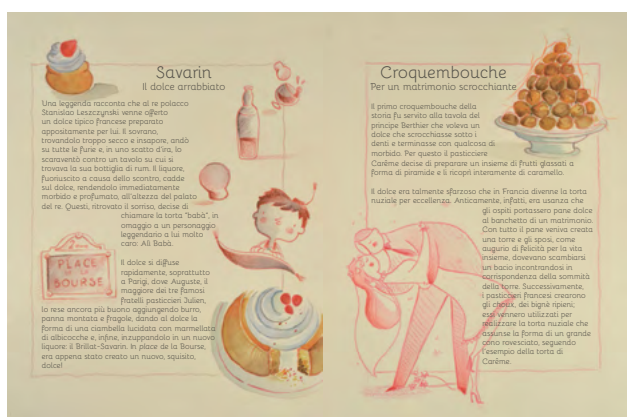 Savarin
Il dolce arrabbiato
Una leggenda racconta che al re polacco
Stanislao Leszczynski venne offerto
un dolce tipico francese preparato
appositamente per lui. Il sovrano,
trovandolo troppo secco e insapore, andò
su tutte le furie e, in uno scatto d'ira, lo
scaraventò contro un tavolo su cui si
trovava la sua bottiglia di rum. Il liquore,
fuoriuscito a causa dello scontro, cadde
sul dolce, rendendolo immediatamente
morbido e profumato, all'altezza del palato
del re. Questi, ritrovato il sorriso, decise di
chiamare la torta "babà", in
omaggio a un personaggio
leggendario a lui molto
caro: Alì Babà.
PLACE
DE LA
BOURSE
Il dolce si diffuse
rapidamente, soprattutto
a Parigi, dove Auguste, il
maggiore dei tre famosi
fratelli pasticcieri Julien,
lo rese ancora più buono aggiungendo burro,
panna montata e fragole, dando al dolce la
forma di una ciambella lucidata con marmellata
di albicocche e, infine, inzuppandolo in un nuovo
liquore: il Brillat-Savarin. In place de la Bourse,
era appena stato creato un nuovo, squisito,
dolce!
Croquembouche
Per un matrimonio scrocchiante
Il primo croquembouche della
storia fu servito alla tavola del
principe Berthier che voleva un
dolce che scrocchiasse sotto i
denti e terminasse con qualcosa di
morbido. Per questo il pasticciere
Carême decise di preparare un insieme di frutti glassati a
forma di piramide e li ricoprì interamente di caramello.
Il dolce era talmente sfarzoso che in Francia divenne la torta
nuziale per eccellenza. Anticamente, infatti, era usanza che
gli ospiti portassero pane dolce
al banchetto di un matrimonio.
Con tutto il pane veniva creata
una torre e gli sposi, come
augurio di felicità per la vita
insieme, dovevano scambiarsi
un bacio incontrandosi in
corrispondenza della sommità
della torre. Successivamente,
i pasticheri francesi crearono
gli choux, dei bignè ripieni;
essi vennero utilizzati per
realizzare la torta nuziale che
assunse la forma di un grande
cono rovesciato, seguendo
l'esempio della torta di
Carême.